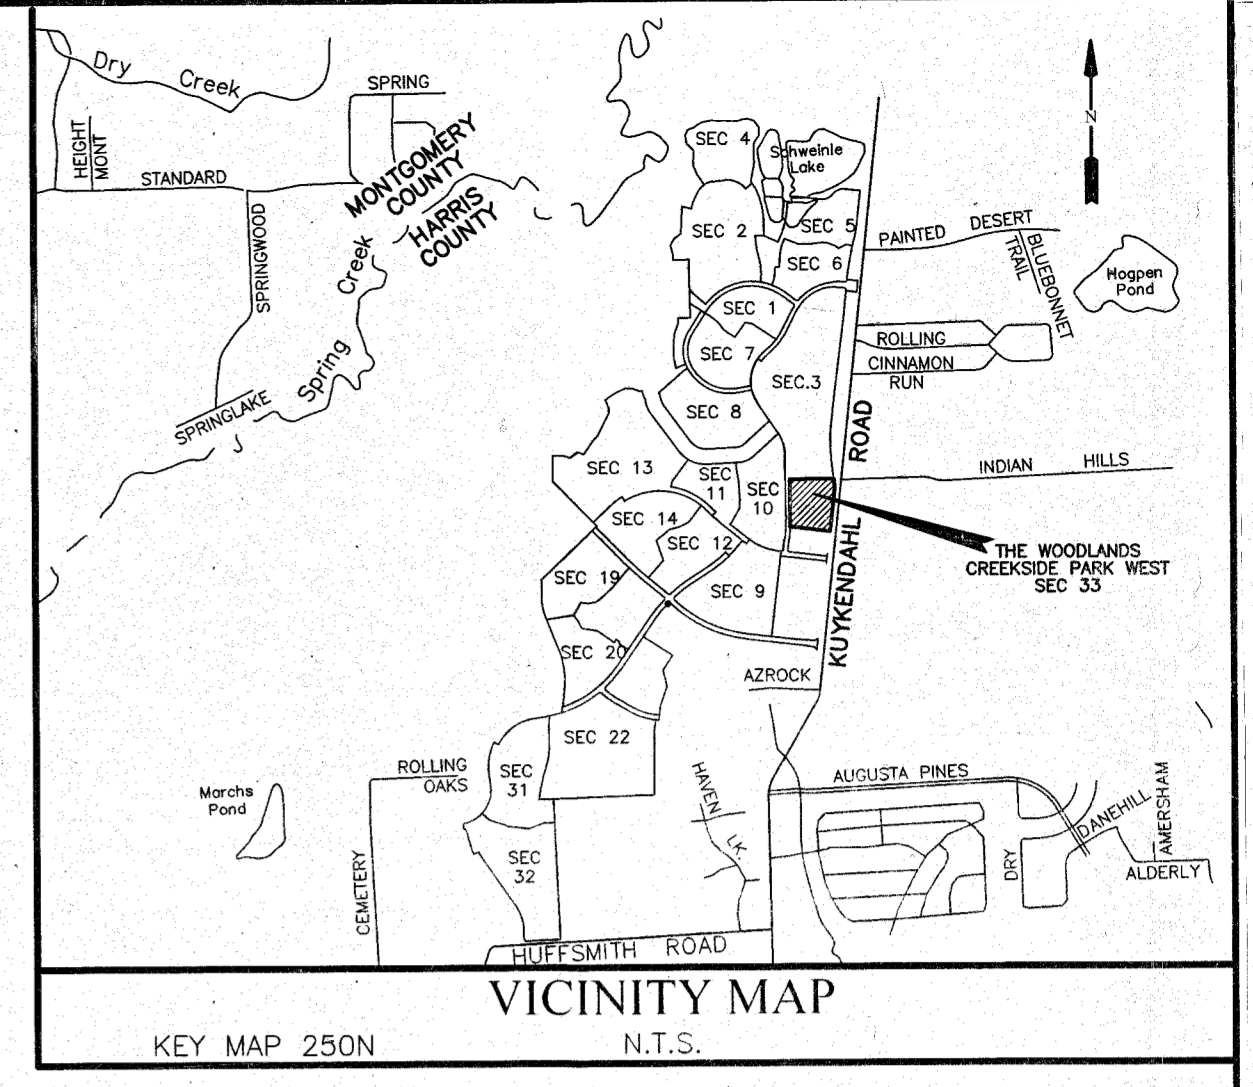 Dry Creek
SPRING
HEIGHT
MONT
STANDARD
MONTGOMERY
COUNTY
HARRIS
COUNTY
SPRINGWOOD
Spring Creek
SPRINGLAKE
N
SEC 4
Schweinle
Lake
SEC 2
SEC 5
SEC 6
PAINTED DESERT
BLUEBONNET
TRAIL
Hogpen
Pond
SEC 1
SEC 7
SEC.3
ROLLING
CINNAMON
RUN
SEC 8
KUYKENDAHL ROAD
SEC 13
SEC
11
SEC
10
INDIAN HILLS
SEC 14
SEC 12
THE WOODLANDS
CREEKSIDE PARK WEST
SEC 33
SEC 19
SEC 9
SEC 20
AZROCK
SEC 22
ROLLING
OAKS
SEC
31
Marchs
Pond
HAVEN
LK.
AUGUSTA PINES
DANEHILL
AMERSHAM
SEC
32
CEMETERY
DRY
ALDERLY
HUFFSMITH ROAD
VICINITY MAP
KEY MAP 250N
N.T.S.